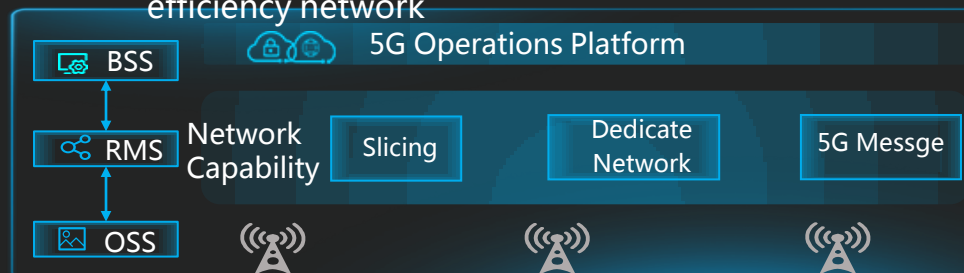 efficiency network
5G Operations Platform
BSS
RMS
OSS
Network
Capability
Slicing
Dedicate
Network
5G Messge